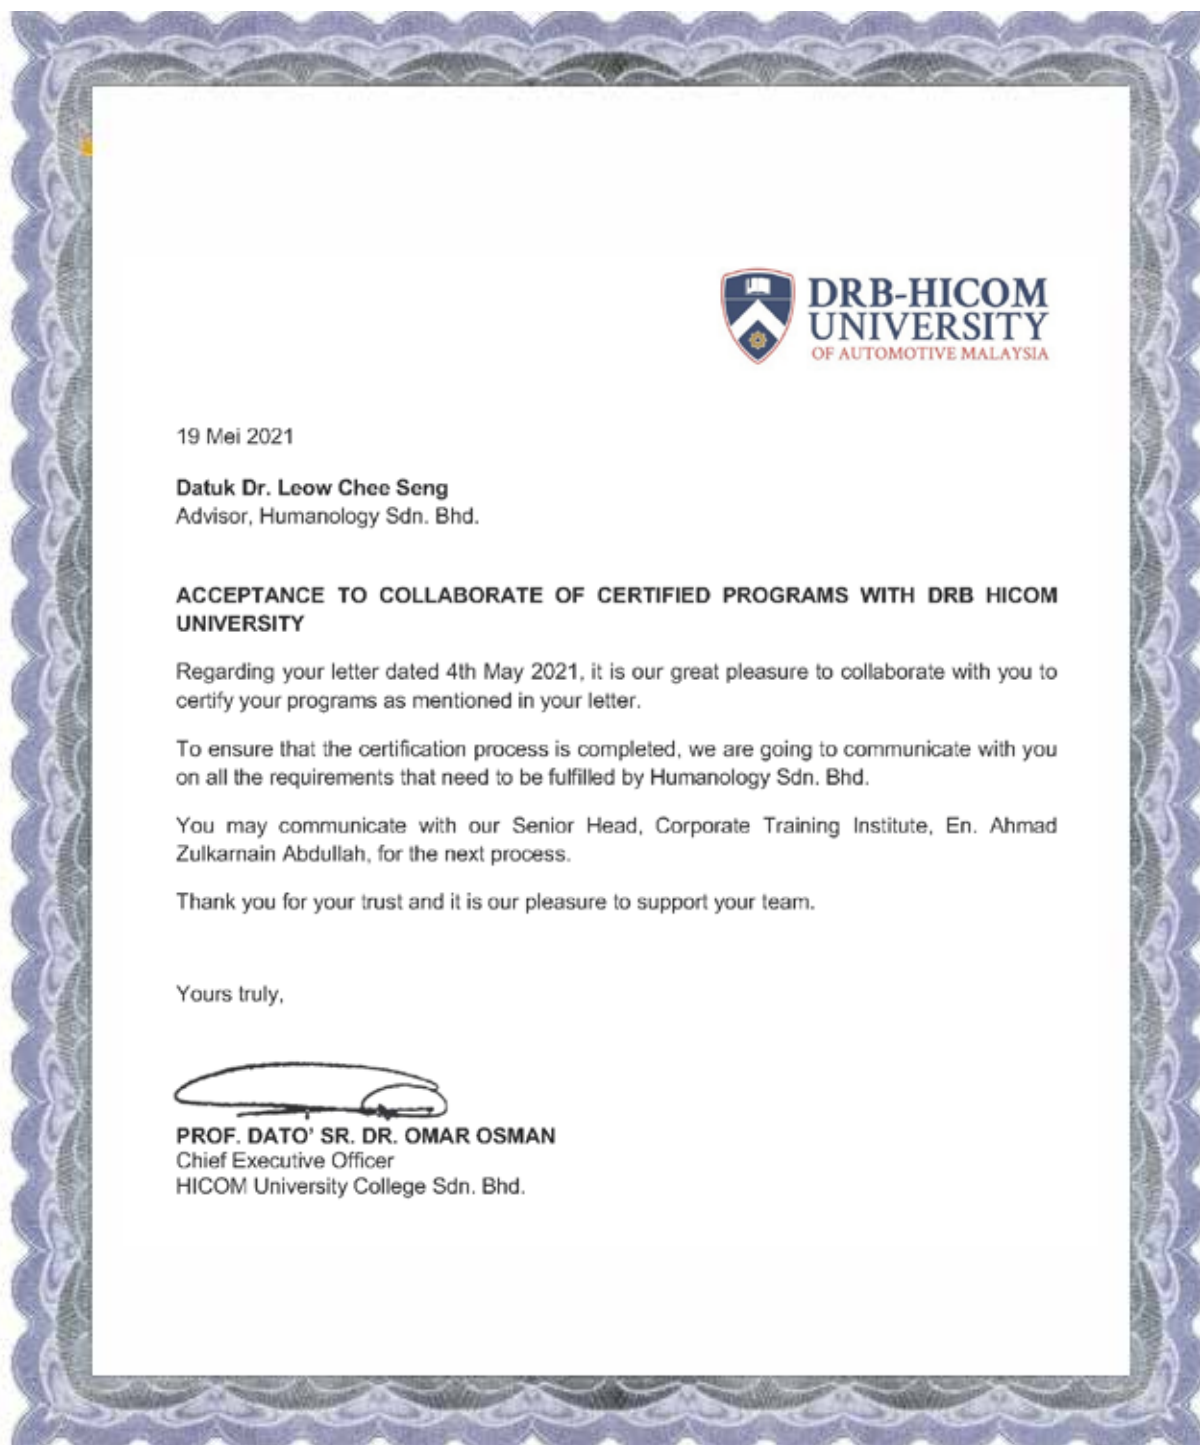 DRB-HICOM
UNIVERSITY
OF AUTOMOTIVE MALAYSIA
19 Mei 2021
Datuk Dr. Leow Chee Seng
Advisor, Humanology Sdn. Bhd.
ACCEPTANCE TO COLLABORATE OF CERTIFIED PROGRAMS WITH DRB HICOM
UNIVERSITY
Regarding your letter dated 4th May 2021, it is our great pleasure to collaborate with you to
certify your programs as mentioned in your letter.
To ensure that the certification process is completed, we are going to communicate with you
on all the requirements that need to be fulfilled by Humanology Sdn. Bhd.
You may communicate with our Senior Head, Corporate Training Institute, En. Ahmad
Zulkarnain Abdullah, for the next process.
Thank you for your trust and it is our pleasure to support your team.
Yours truly,
PROF. DATO' SR. DR. OMAR OSMAN
Chief Executive Officer
HICOM University College Sdn. Bhd.